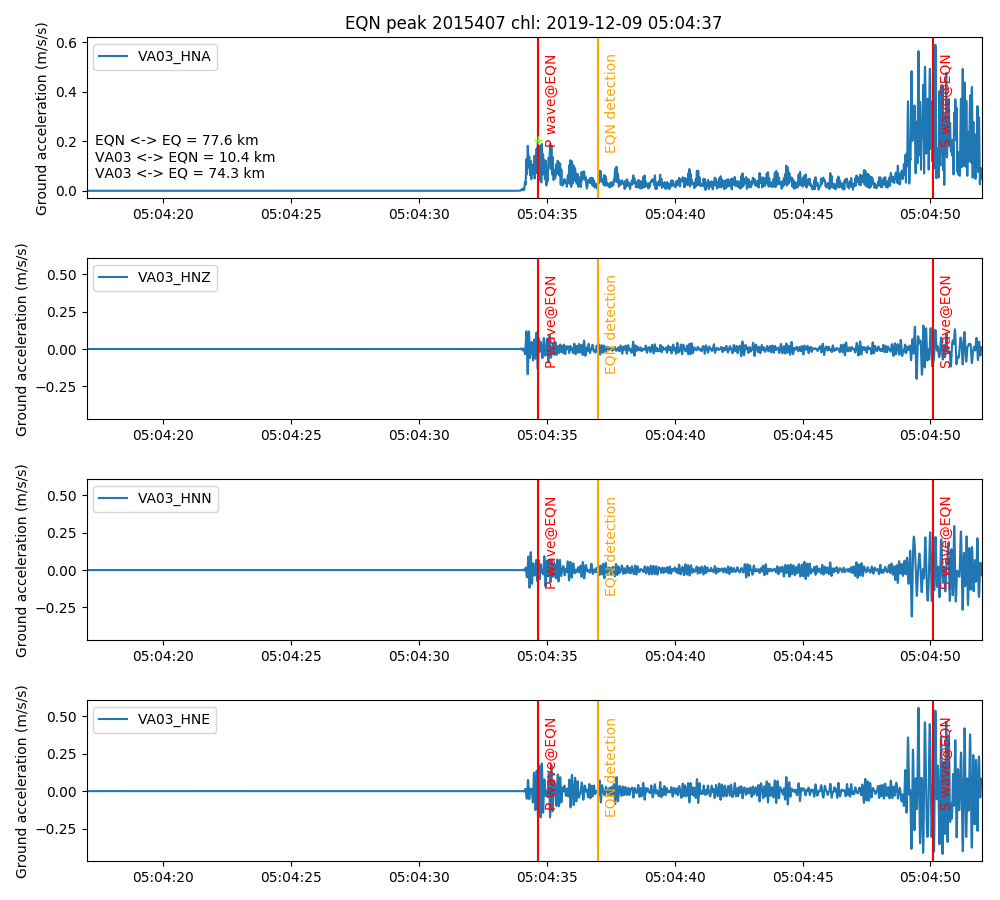 EQN peak 2015407 chl: 2019-12-09 05:04:37
Ground acceleration (m/s/s)
0.6
0.4
0.2
0.0
VA03_HNA
EQN <-> EQ = 77.6 km
VA03 <-> EQN = 10.4 km
VA03 <-> EQ = 74.3 km
P wave@EQN
EQN detection
S wave@EQN
05:04:20 05:04:25 05:04:30 05:04:35 05:04:40 05:04:45 05:04:50
Ground acceleration (m/s/s)
0.50
0.25
0.00
−0.25
VA03_HNZ
P wave@EQN
EQN detection
S wave@EQN
05:04:20 05:04:25 05:04:30 05:04:35 05:04:40 05:04:45 05:04:50
Ground acceleration (m/s/s)
0.50
0.25
0.00
−0.25
VA03_HNN
P wave@EQN
EQN detection
S wave@EQN
05:04:20 05:04:25 05:04:30 05:04:35 05:04:40 05:04:45 05:04:50
Ground acceleration (m/s/s)
0.50
0.25
0.00
−0.25
VA03_HNE
P wave@EQN
EQN detection
S wave@EQN
05:04:20 05:04:25 05:04:30 05:04:35 05:04:40 05:04:45 05:04:50